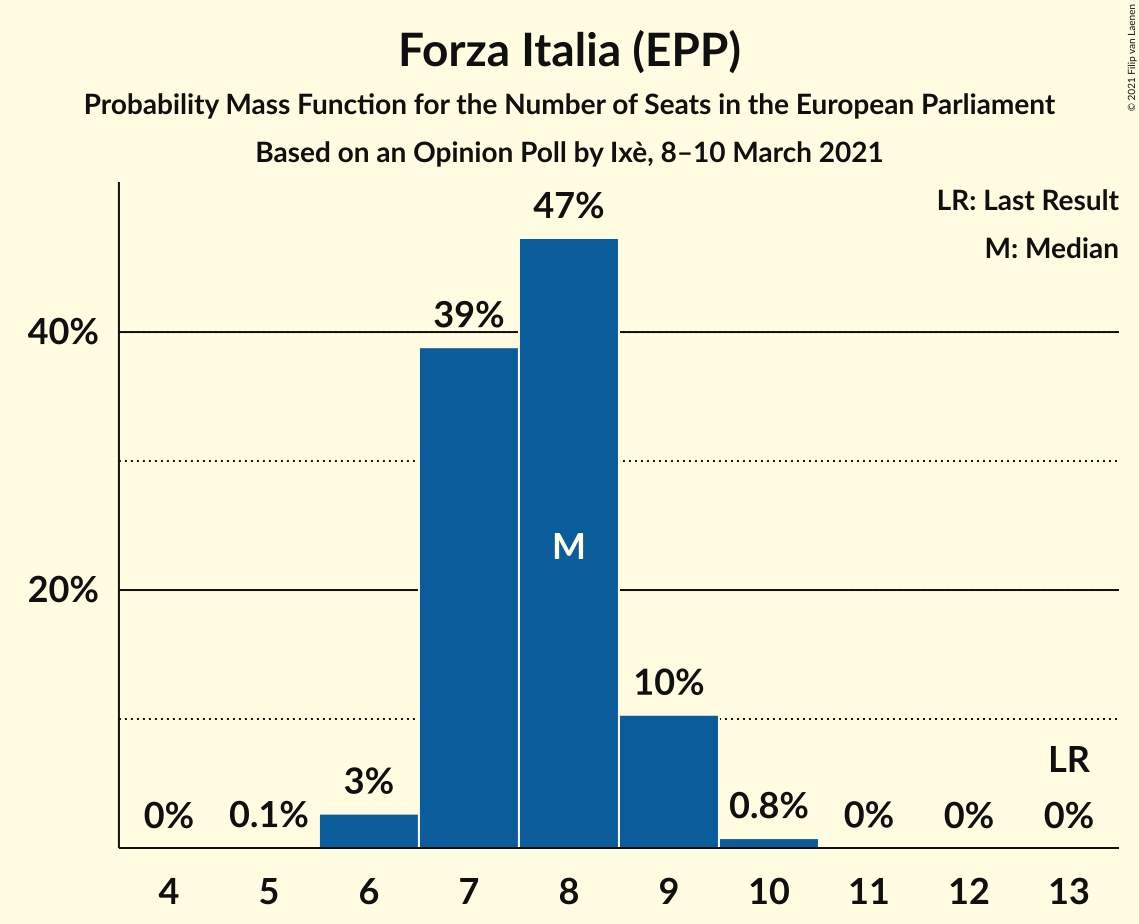 Forza Italia (EPP)
Probability Mass Function for the Number of Seats in the European Parliament
Based on an Opinion Poll by Ixè, 8–10 March 2021
© 2021 Filip van Laenen
LR: Last Result
M: Median
47%
39%
40%
M
20%
10%
LR
3%
0.8%
0%
0.1%
0%
0%
0%
4 5 6 7 8 9 10 11 12 13